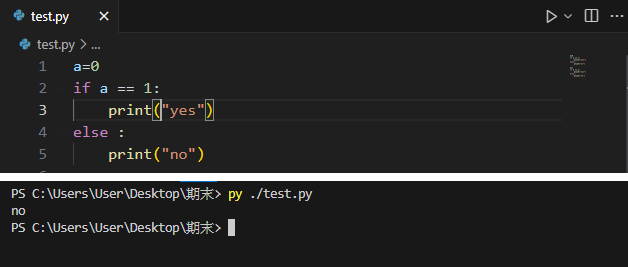 test.py
test.py > ...
1 a=0
2 if a == 1:
3     print("yes")
4 else :
5     print("no")
PS C:\Users\User\Desktop\期末> py ./test.py
no
PS C:\Users\User\Desktop\期末>